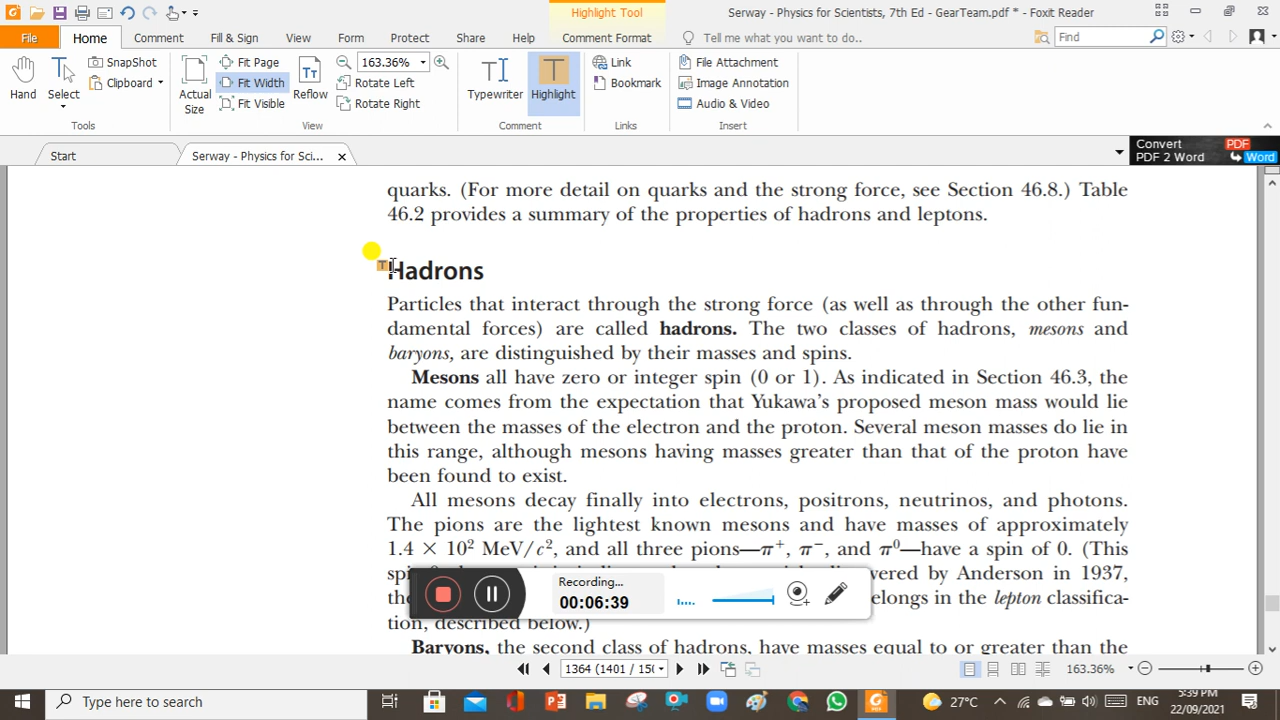 Highlight Tool
Serway - Physics for Scientists, 7th Ed - GearTeam.pdf * - Foxit Reader
File Home Comment Fill & Sign View Form Protect Share Help Comment Format Tell me what you want to do.. Find
Hand
Select
SnapShot
Clipboard
Tools
Actual Size
Fit Page
Fit Width
Fit Visible
Reflow
163.36%
Rotate Left
Rotate Right
View
Typewriter
Highlight
Comment
Link
Bookmark
Links
File Attachment
Image Annotation
Audio & Video
Insert
Start
Serway - Physics for Sci...
Convert PDF
PDF 2 Word Word
quarks. (For more detail on quarks and the strong force, see Section 46.8.) Table
46.2 provides a summary of the properties of hadrons and leptons.
Hadrons
Particles that interact through the strong force (as well as through the other fun-
damental forces) are called hadrons. The two classes of hadrons, mesons and
baryons, are distinguished by their masses and spins.
Mesons all have zero or integer spin (0 or 1). As indicated in Section 46.3, the
name comes from the expectation that Yukawa's proposed meson mass would lie
between the masses of the electron and the proton. Several meson masses do lie in
this range, although mesons having masses greater than that of the proton have
been found to exist.
All mesons decay finally into electrons, positrons, neutrinos, and photons.
The pions are the lightest known mesons and have masses of approximately
1.4 × 10² MeV/c², and all three pions—π⁺, π⁻, and π⁰—have a spin of 0. (This
by Anderson in 1937,
in the lepton classifica-
tion, described below.)
Baryons, the second class of hadrons, have masses equal to or greater than the
Recording...
00:06:39
1364 (1401 / 150
163.36%
Type here to search
27°C
ENG
5:39 PM
22/09/2021